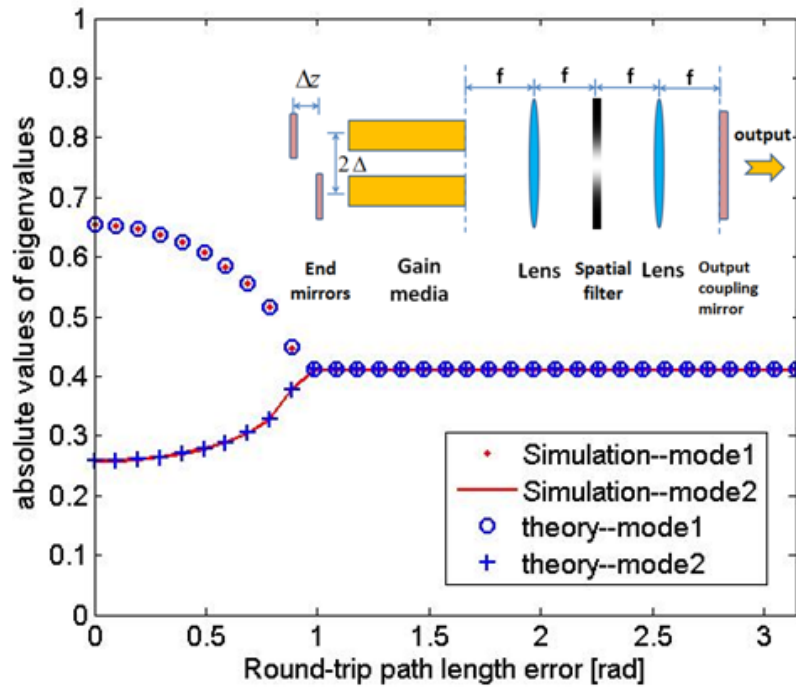 absolute values of eigenvalues
1
0.9
0.8
0.7
0.6
0.5
0.4
0.3
0.2
0.1
0
0
0.5
1
1.5
2
2.5
3
Round-trip path length error [rad]
Δz
2Δ
f
f
f
f
output
End
mirrors
Gain
media
Lens
Spatial
filter
Lens
Output
coupling
mirror
Simulation--mode1
Simulation--mode2
theory--mode1
theory--mode2